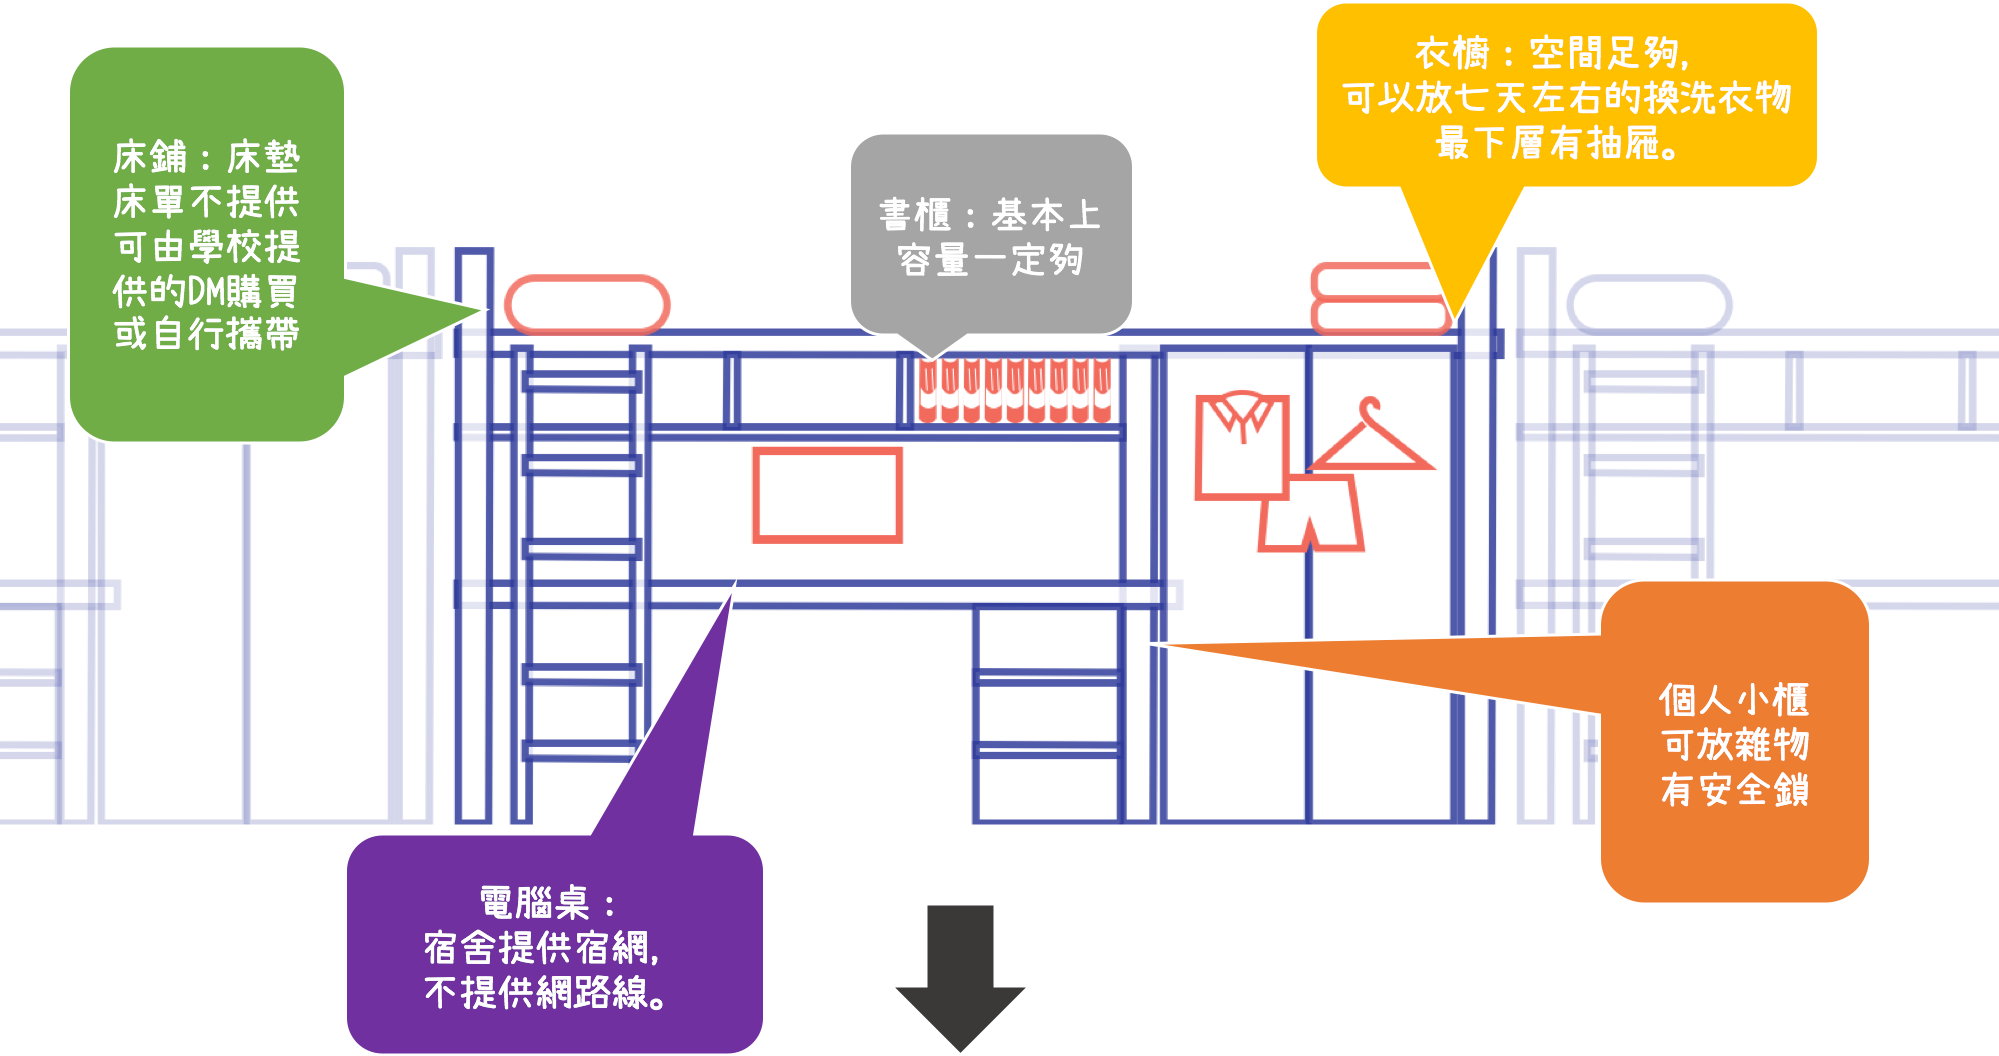 床鋪：床墊
床單不提供
可由學校提
供的DM購買
或自行攜帶
書櫃：基本上
容量一定夠
衣櫥：空間足夠,
可以放七天左右的換洗衣物
最下層有抽屜。
電腦桌：
宿舍提供宿網,
不提供網路線。
個人小櫃
可放雜物
有安全鎖